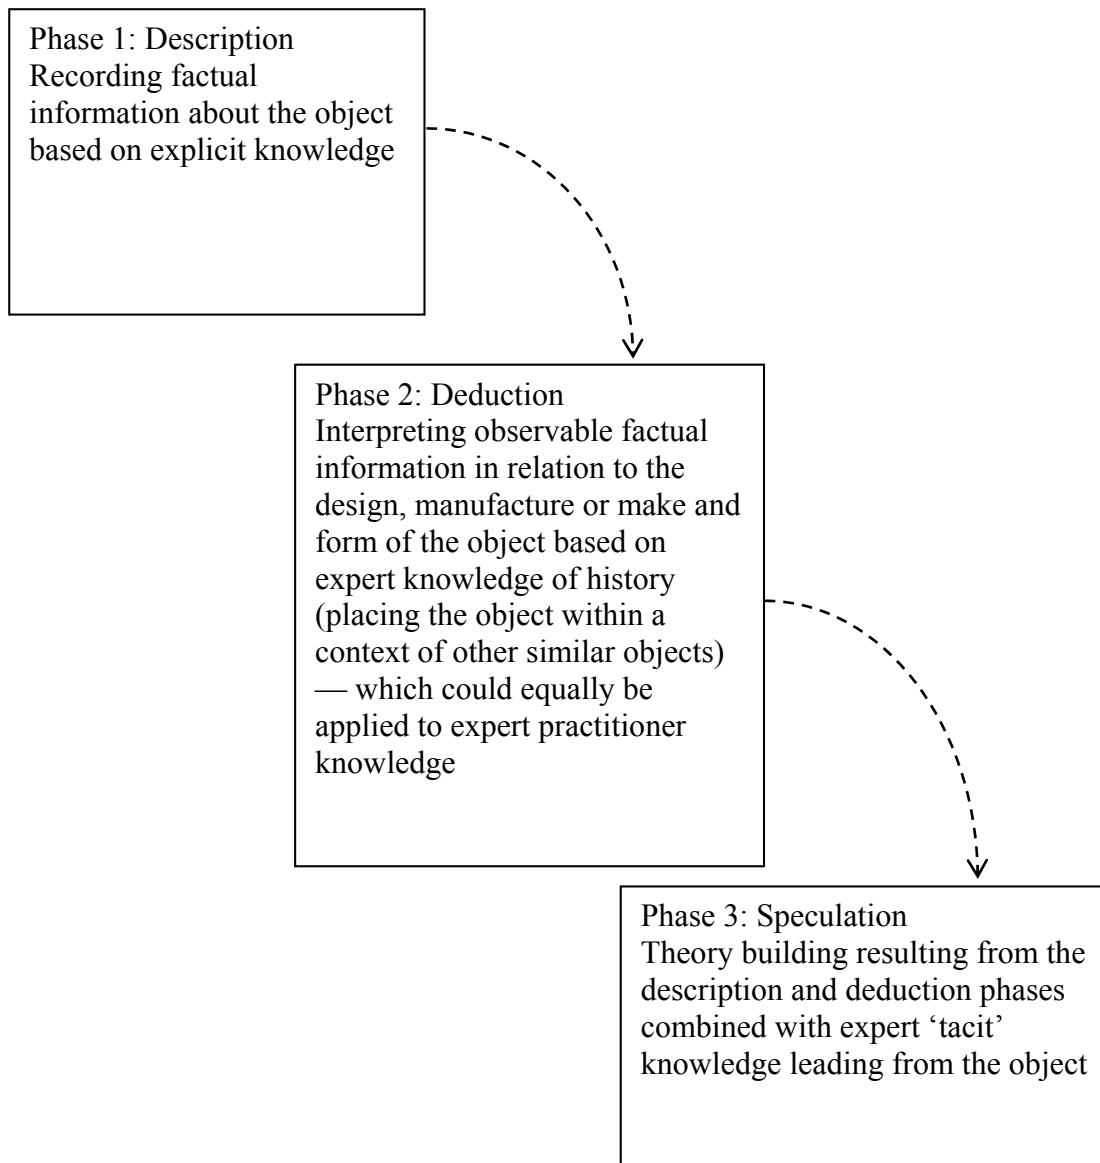 Phase 1: Description
Recording factual
information about the object
based on explicit knowledge
Phase 2: Deduction
Interpreting observable factual
information in relation to the
design, manufacture or make and
form of the object based on
expert knowledge of history
(placing the object within a
context of other similar objects)
— which could equally be
applied to expert practitioner
knowledge
Phase 3: Speculation
Theory building resulting from the
description and deduction phases
combined with expert ‘tacit’
knowledge leading from the object